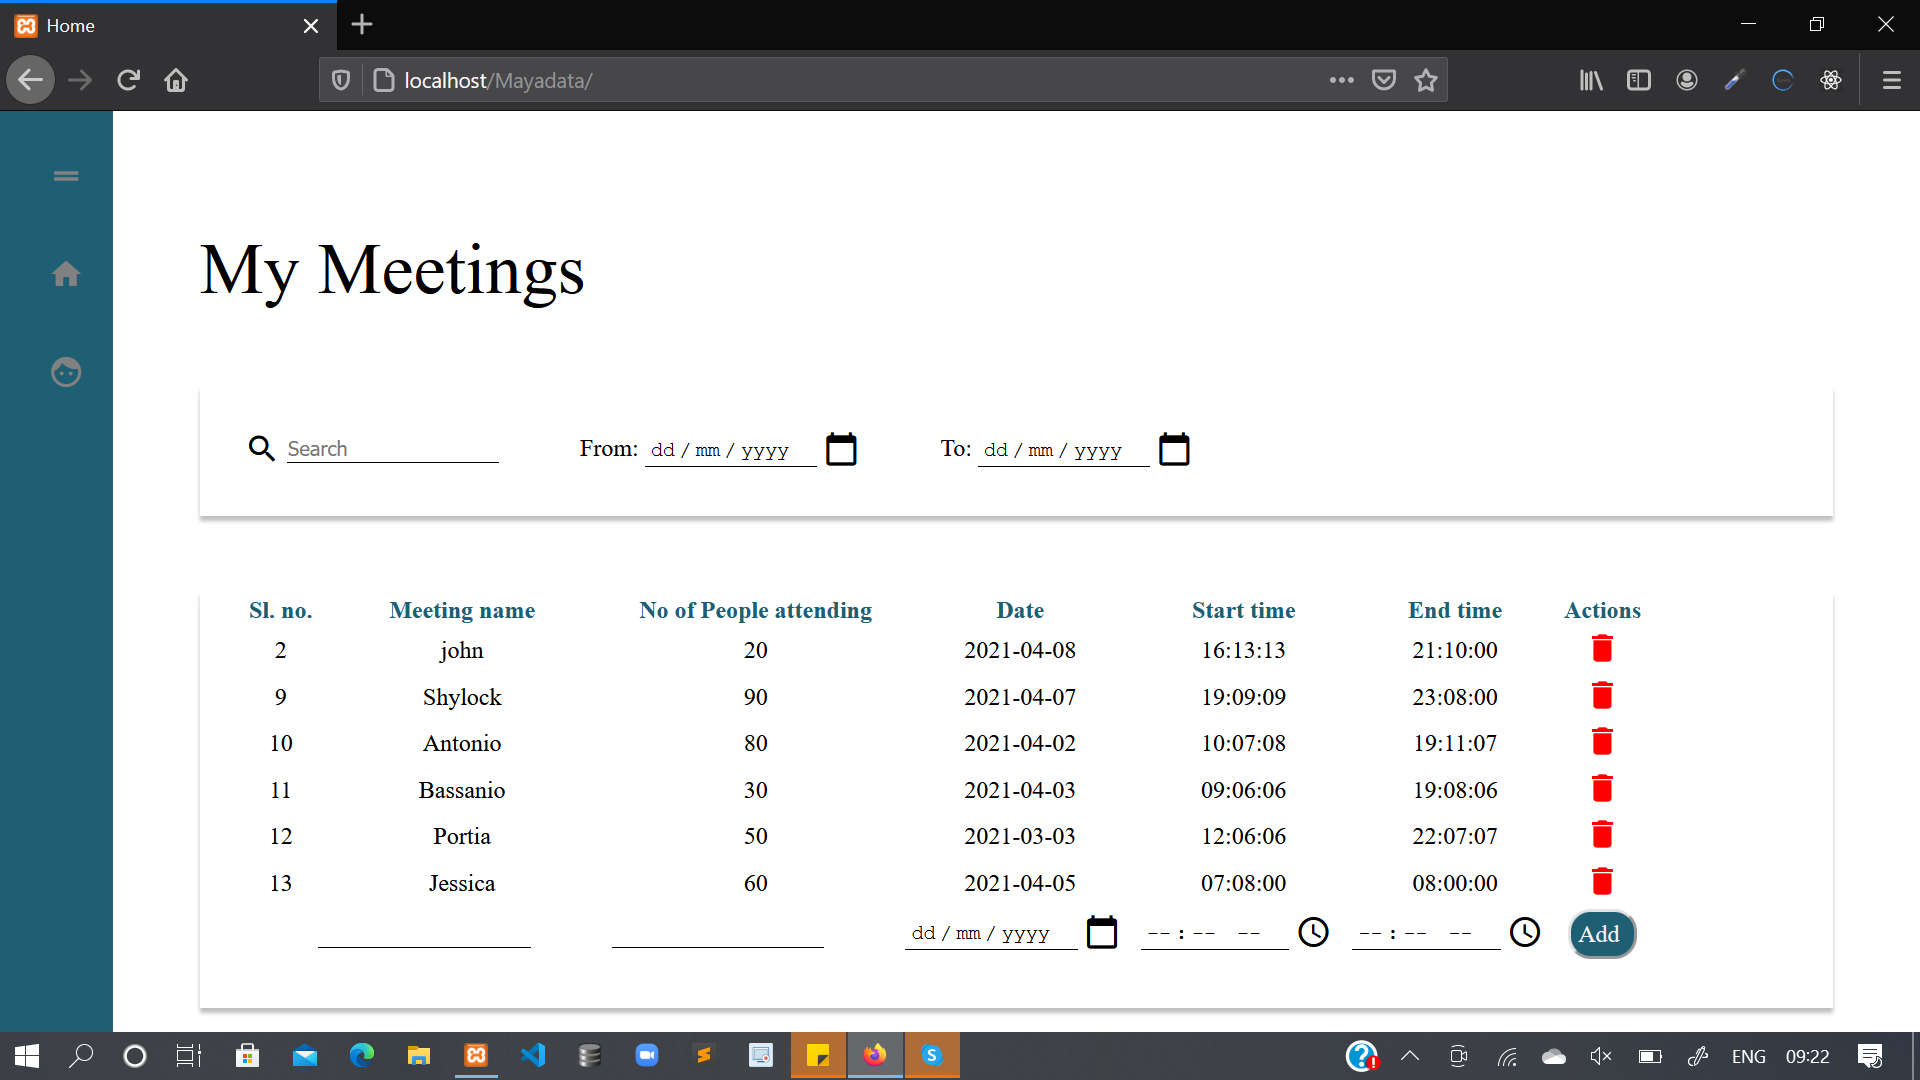 Home
localhost/Mayadata/
My Meetings
Search From: dd / mm / yyyy To: dd / mm / yyyy
Sl. no. Meeting name No of People attending Date Start time End time Actions
2 john 20 2021-04-08 16:13:13 21:10:00
9 Shylock 90 2021-04-07 19:09:09 23:08:00
10 Antonio 80 2021-04-02 10:07:08 19:11:07
11 Bassanio 30 2021-04-03 09:06:06 19:08:06
12 Portia 50 2021-03-03 12:06:06 22:07:07
13 Jessica 60 2021-04-05 07:08:00 08:00:00
dd / mm / yyyy -- : -- -- -- : -- -- Add
ENG 09:22